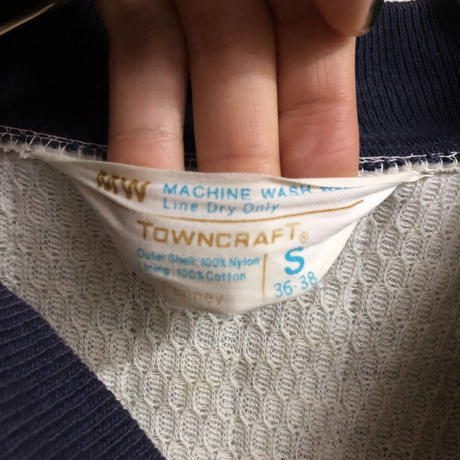 MW MACHINE WASH
Line Dry Only
TOWNCRAFT®
Outer Shell: 100% Nylon
Lining: 100% Cotton
S
36-38